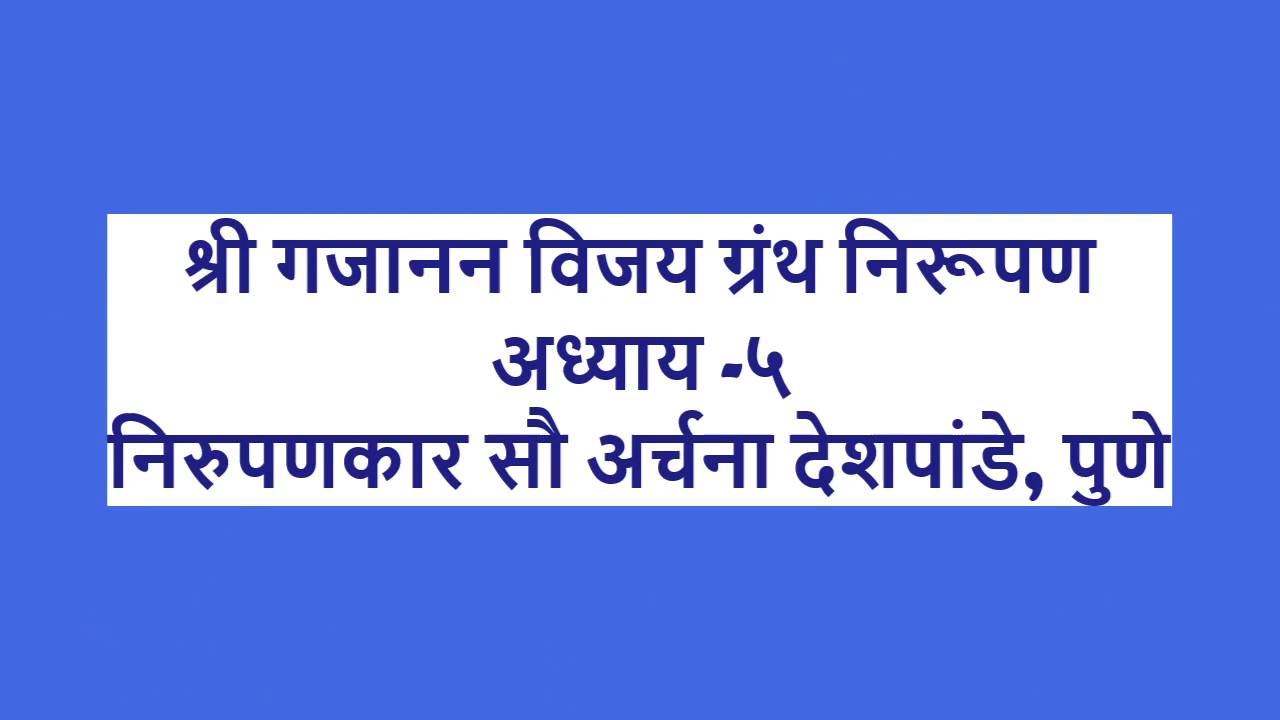 श्री गजानन विजय ग्रंथ निरूपण
अध्याय -५
निरुपणकार सौ अर्चना देशपांडे, पुणे